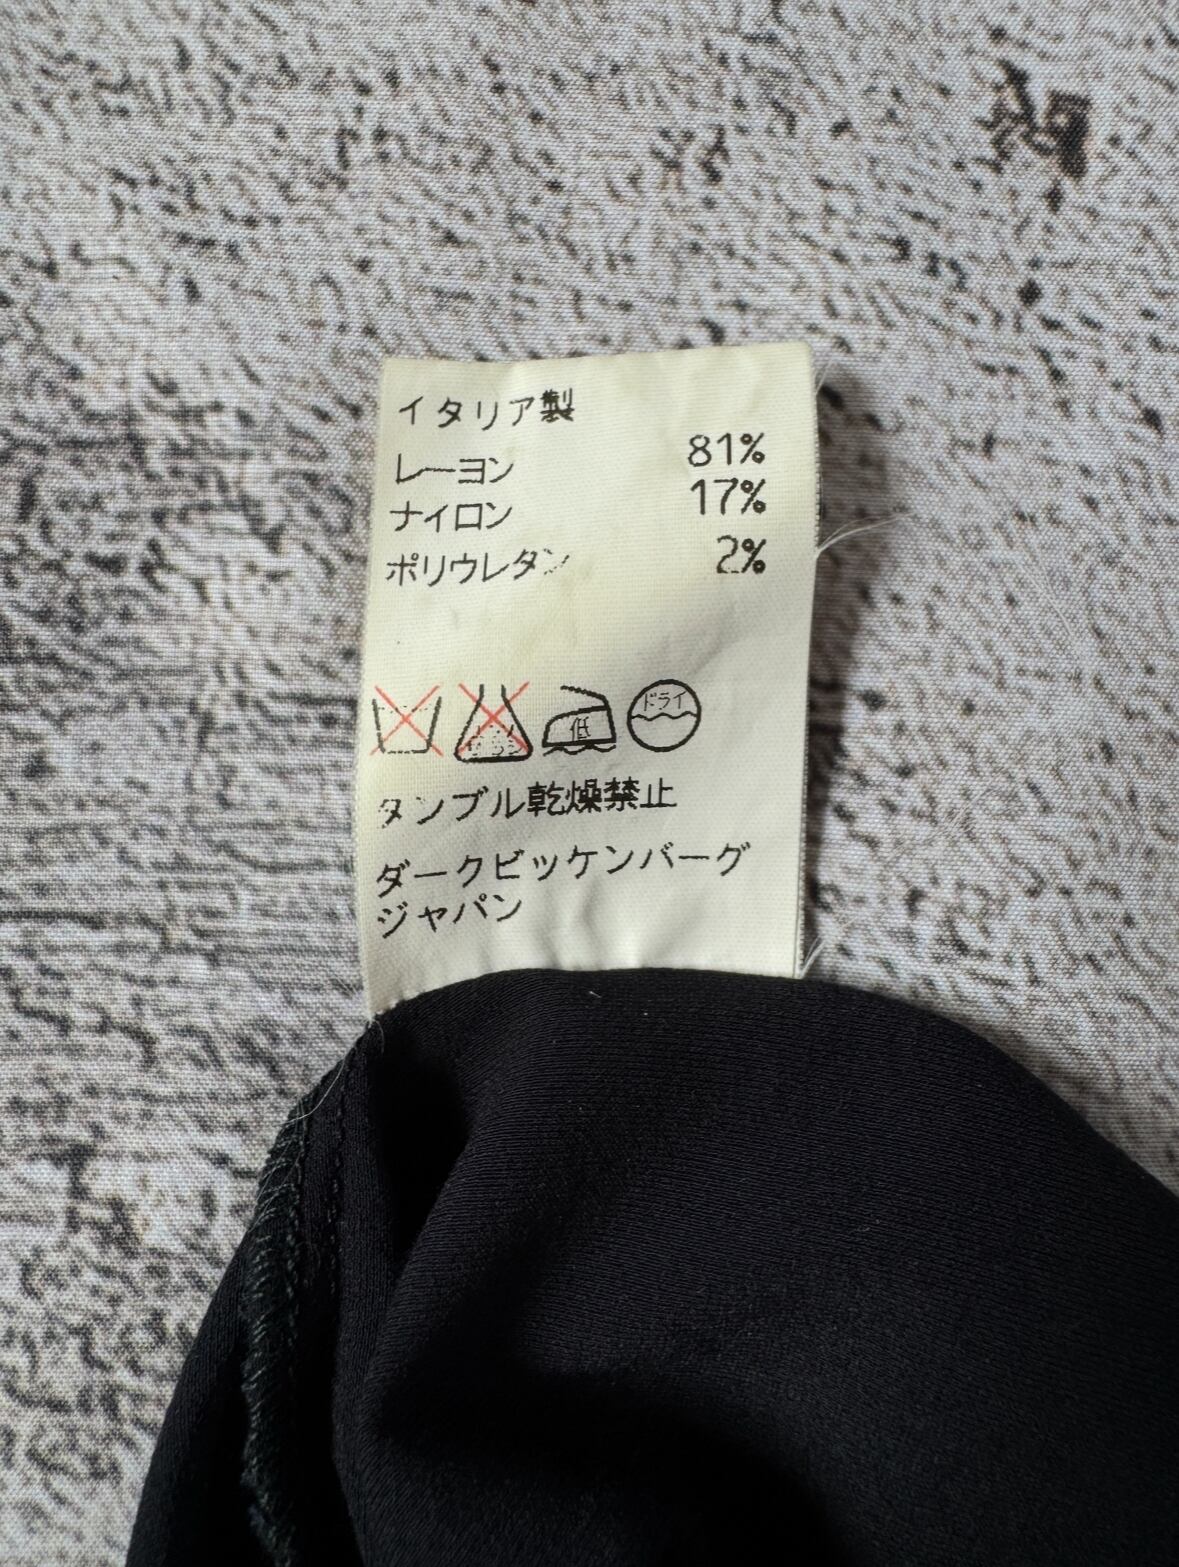 イタリア製
レーヨン 81%
ナイロン 17%
ポリウレタン 2%
低 ドライ
タンブル乾燥禁止
ダークビッケンバーグ
ジャパン